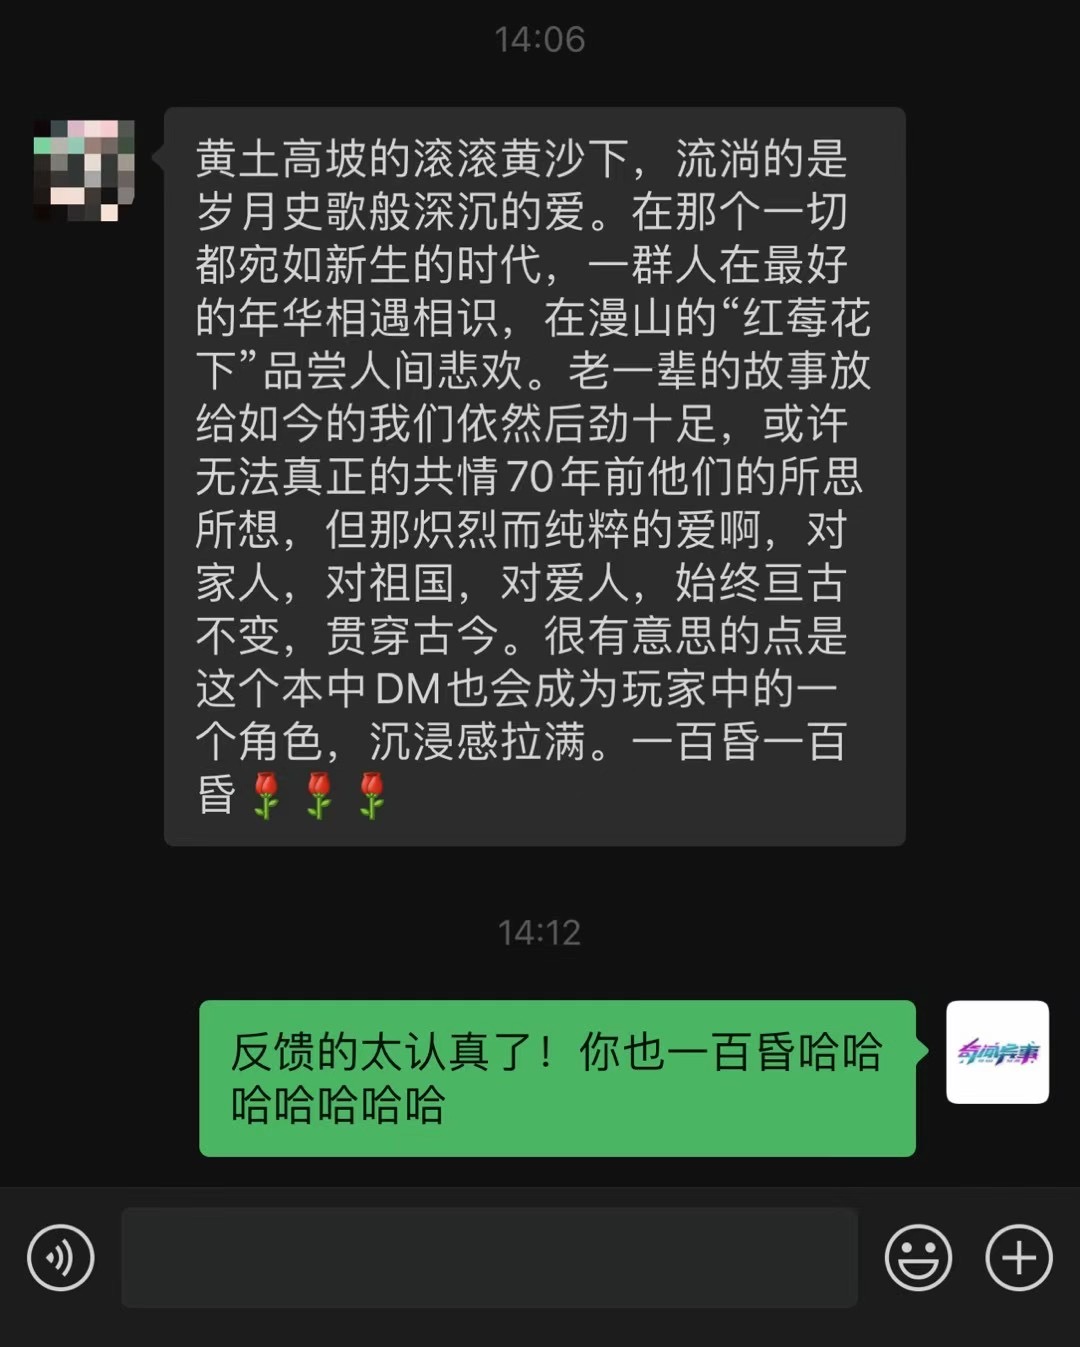 14:06
黄土高坡的滚滚黄沙下，流淌的是
岁月史歌般深沉的爱。在那个一切
都宛如新生的时代，一群人在最好
的年华相遇相识，在漫山的“红莓花
下”品尝人间悲欢。老一辈的故事放
给如今的我们依然后劲十足，或许
无法真正的共情70年前他们的所思
所想，但那炽烈而纯粹的爱啊，对
家人，对祖国，对爱人，始终亘古
不变，贯穿古今。很有意思的点是
这个本中DM也会成为玩家中的一
个角色，沉浸感拉满。一百昏一百
昏🌹🌹🌹
14:12
反馈的太认真了！你也一百昏哈哈
哈哈哈哈哈
奇闻异事